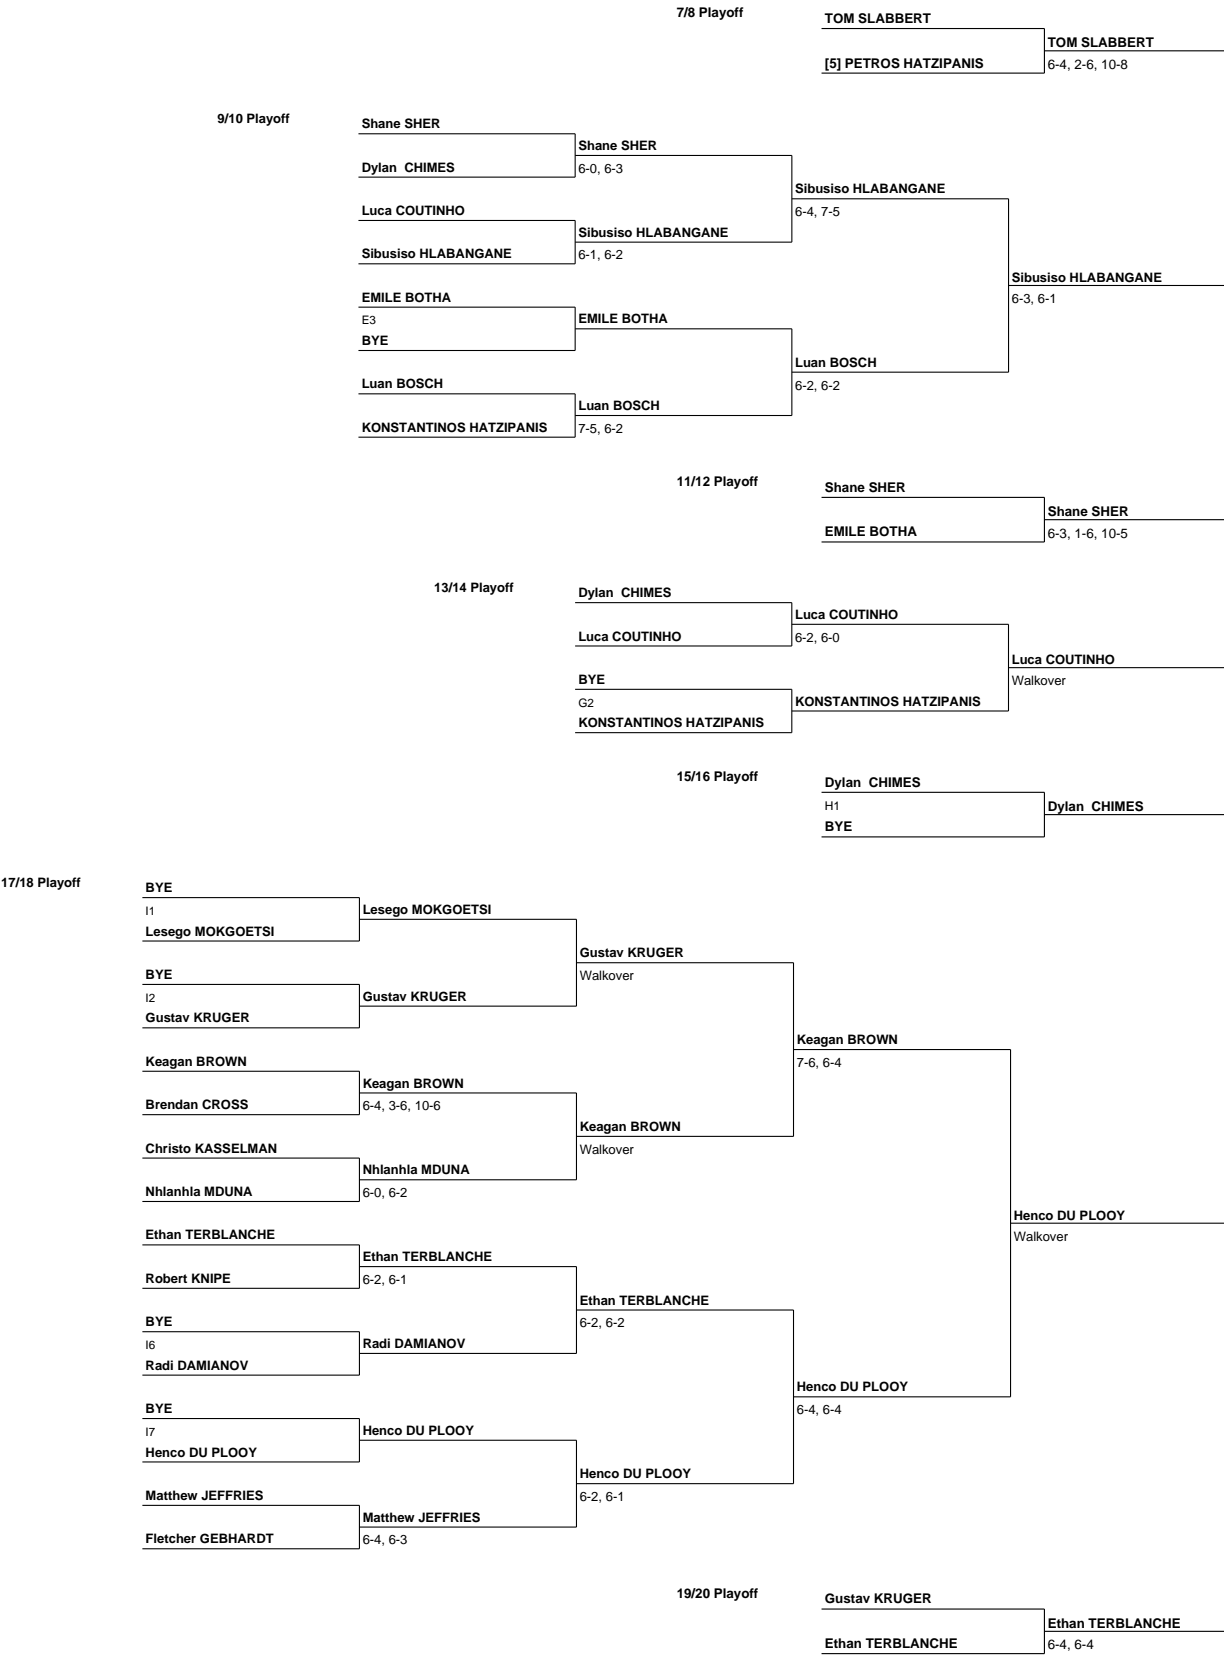 7/8 Playoff
TOM SLABBERT
TOM SLABBERT
[5] PETROS HATZIPANIS
6-4, 2-6, 10-8
9/10 Playoff
Shane SHER
Shane SHER
Dylan  CHIMES
6-0, 6-3
Sibusiso HLABANGANE
Luca COUTINHO
6-4, 7-5
Sibusiso HLABANGANE
Sibusiso HLABANGANE
6-1, 6-2
Sibusiso HLABANGANE
EMILE BOTHA
6-3, 6-1
E3
EMILE BOTHA
BYE
Luan BOSCH
Luan BOSCH
6-2, 6-2
Luan BOSCH
KONSTANTINOS HATZIPANIS
7-5, 6-2
11/12 Playoff
Shane SHER
Shane SHER
EMILE BOTHA
6-3, 1-6, 10-5
13/14 Playoff
Dylan  CHIMES
Luca COUTINHO
Luca COUTINHO
6-2, 6-0
Luca COUTINHO
BYE
Walkover
G2
KONSTANTINOS HATZIPANIS
KONSTANTINOS HATZIPANIS
15/16 Playoff
Dylan  CHIMES
H1
Dylan  CHIMES
BYE
17/18 Playoff
BYE
I1
Lesego MOKGOETSI
Lesego MOKGOETSI
Gustav KRUGER
BYE
Walkover
I2
Gustav KRUGER
Gustav KRUGER
Keagan BROWN
Keagan BROWN
7-6, 6-4
Keagan BROWN
Brendan CROSS
6-4, 3-6, 10-6
Keagan BROWN
Christo KASSELMAN
Walkover
Nhlanhla MDUNA
Nhlanhla MDUNA
6-0, 6-2
Henco DU PLOOY
Ethan TERBLANCHE
Walkover
Ethan TERBLANCHE
Robert KNIPE
6-2, 6-1
Ethan TERBLANCHE
BYE
6-2, 6-2
I6
Radi DAMIANOV
Radi DAMIANOV
Henco DU PLOOY
BYE
6-4, 6-4
I7
Henco DU PLOOY
Henco DU PLOOY
Henco DU PLOOY
Matthew JEFFRIES
6-2, 6-1
Matthew JEFFRIES
Fletcher GEBHARDT
6-4, 6-3
19/20 Playoff
Gustav KRUGER
Ethan TERBLANCHE
Ethan TERBLANCHE
6-4, 6-4